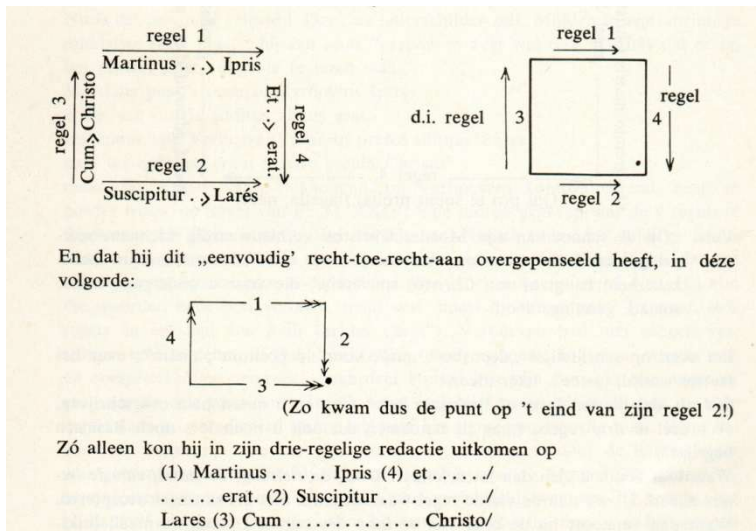 regel 1
Martinus . . .> Ipris
regel 3
Cum . .> Christo
Et . .> erat.
regel 4
regel 2
Suscipitur . .> Larés
regel 1
d.i. regel 3
4 regel
regel 2
En dat hij dit „eenvoudig’ recht-toe-recht-aan overgepenseeld heeft, in déze
volgorde:
1
4
2
3
(Zo kwam dus de punt op 't eind van zijn regel 2!)
Zó alleen kon hij in zijn drie-regelige redactie uitkomen op
(1) Martinus . . . . . . Ipris (4) et . . . . . . ./
. . . . . erat. (2) Suscipitur . . . . . . . . . . /
Lares (3) Cum . . . . . . . . . . . . . . Christo/